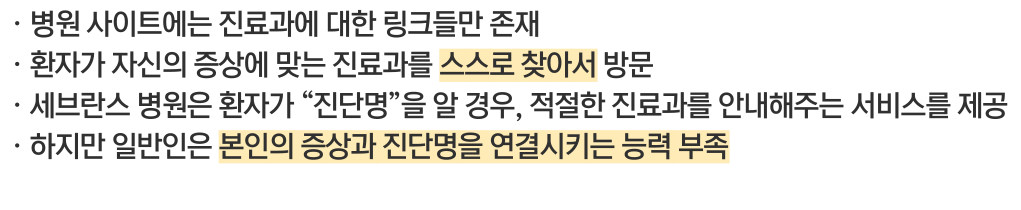 · 병원 사이트에는 진료과에 대한 링크들만 존재
· 환자가 자신의 증상에 맞는 진료과를 스스로 찾아서 방문
· 세브란스 병원은 환자가 “진단명”을 알 경우, 적절한 진료과를 안내해주는 서비스를 제공
· 하지만 일반인은 본인의 증상과 진단명을 연결시키는 능력 부족